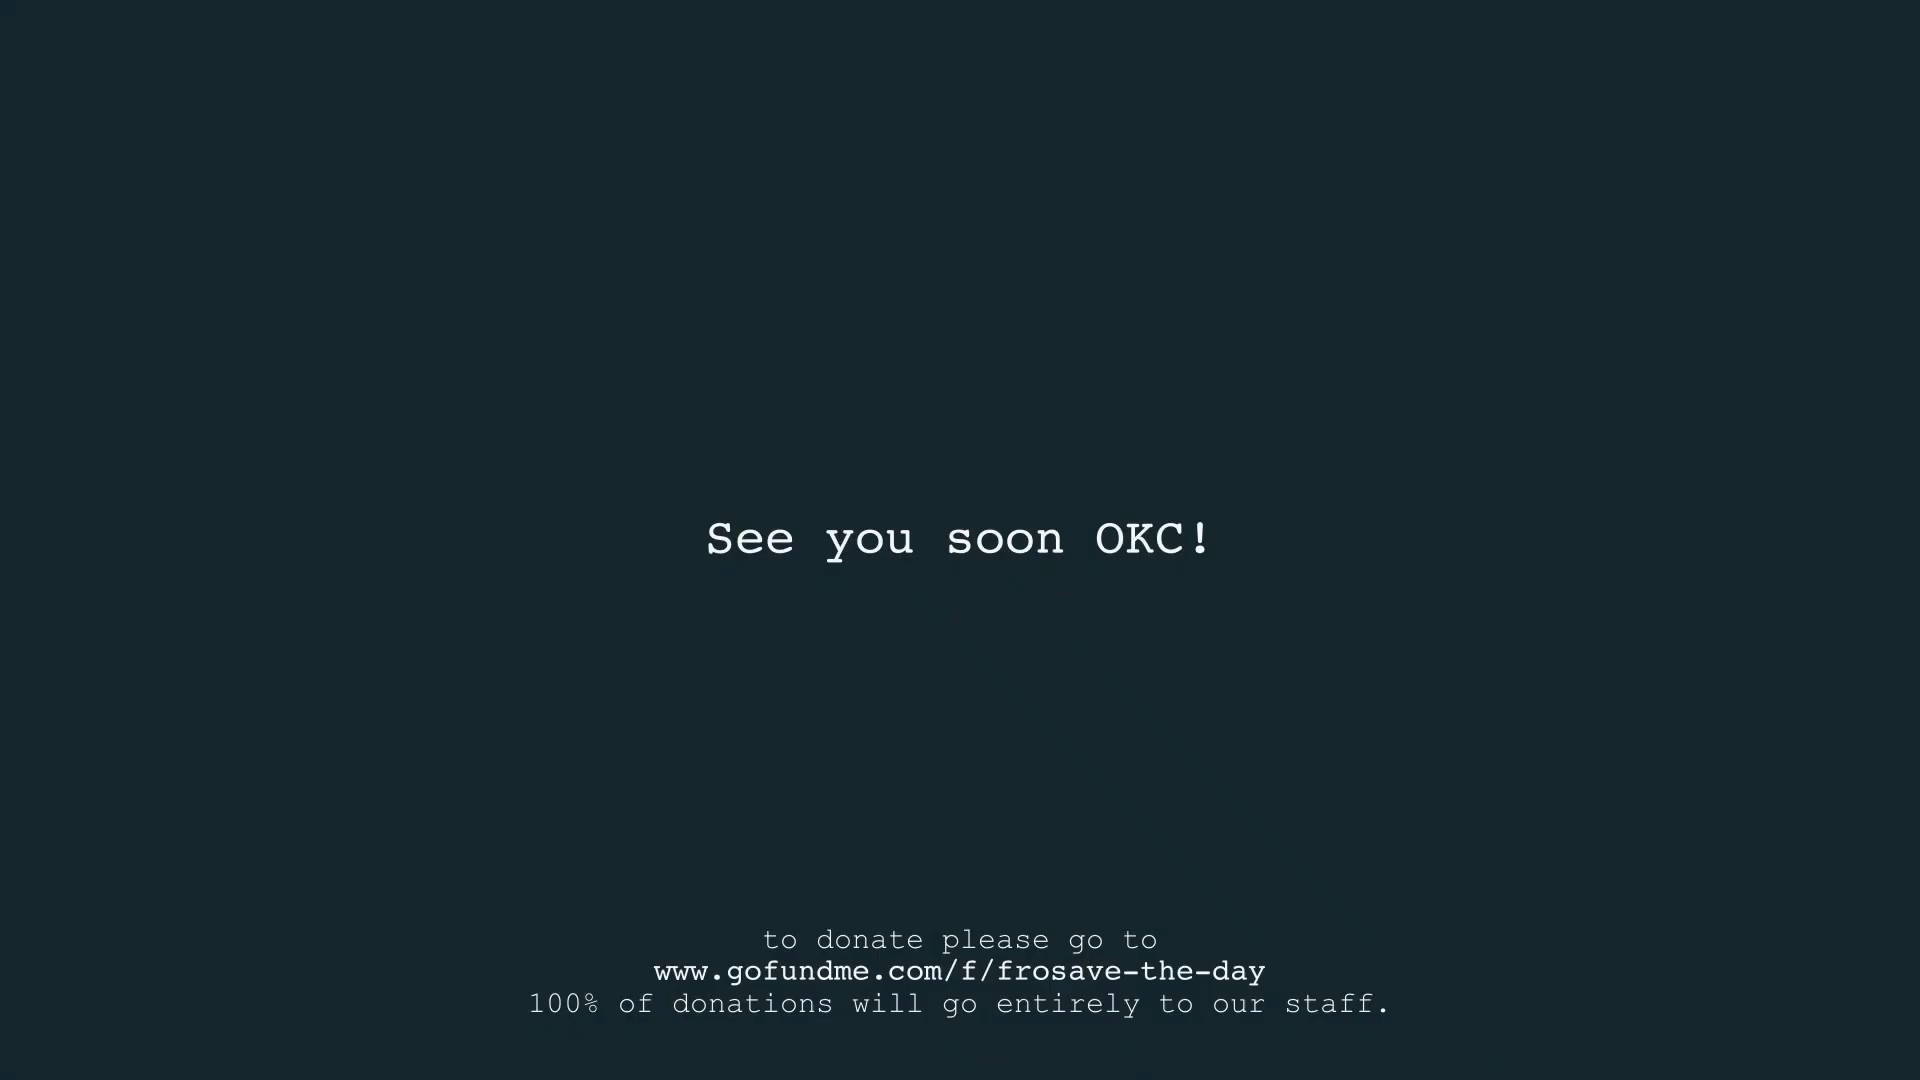 See you soon OKC!
to donate please go to
www.gofundme.com/f/frosave-the-day
100% of donations will go entirely to our staff.